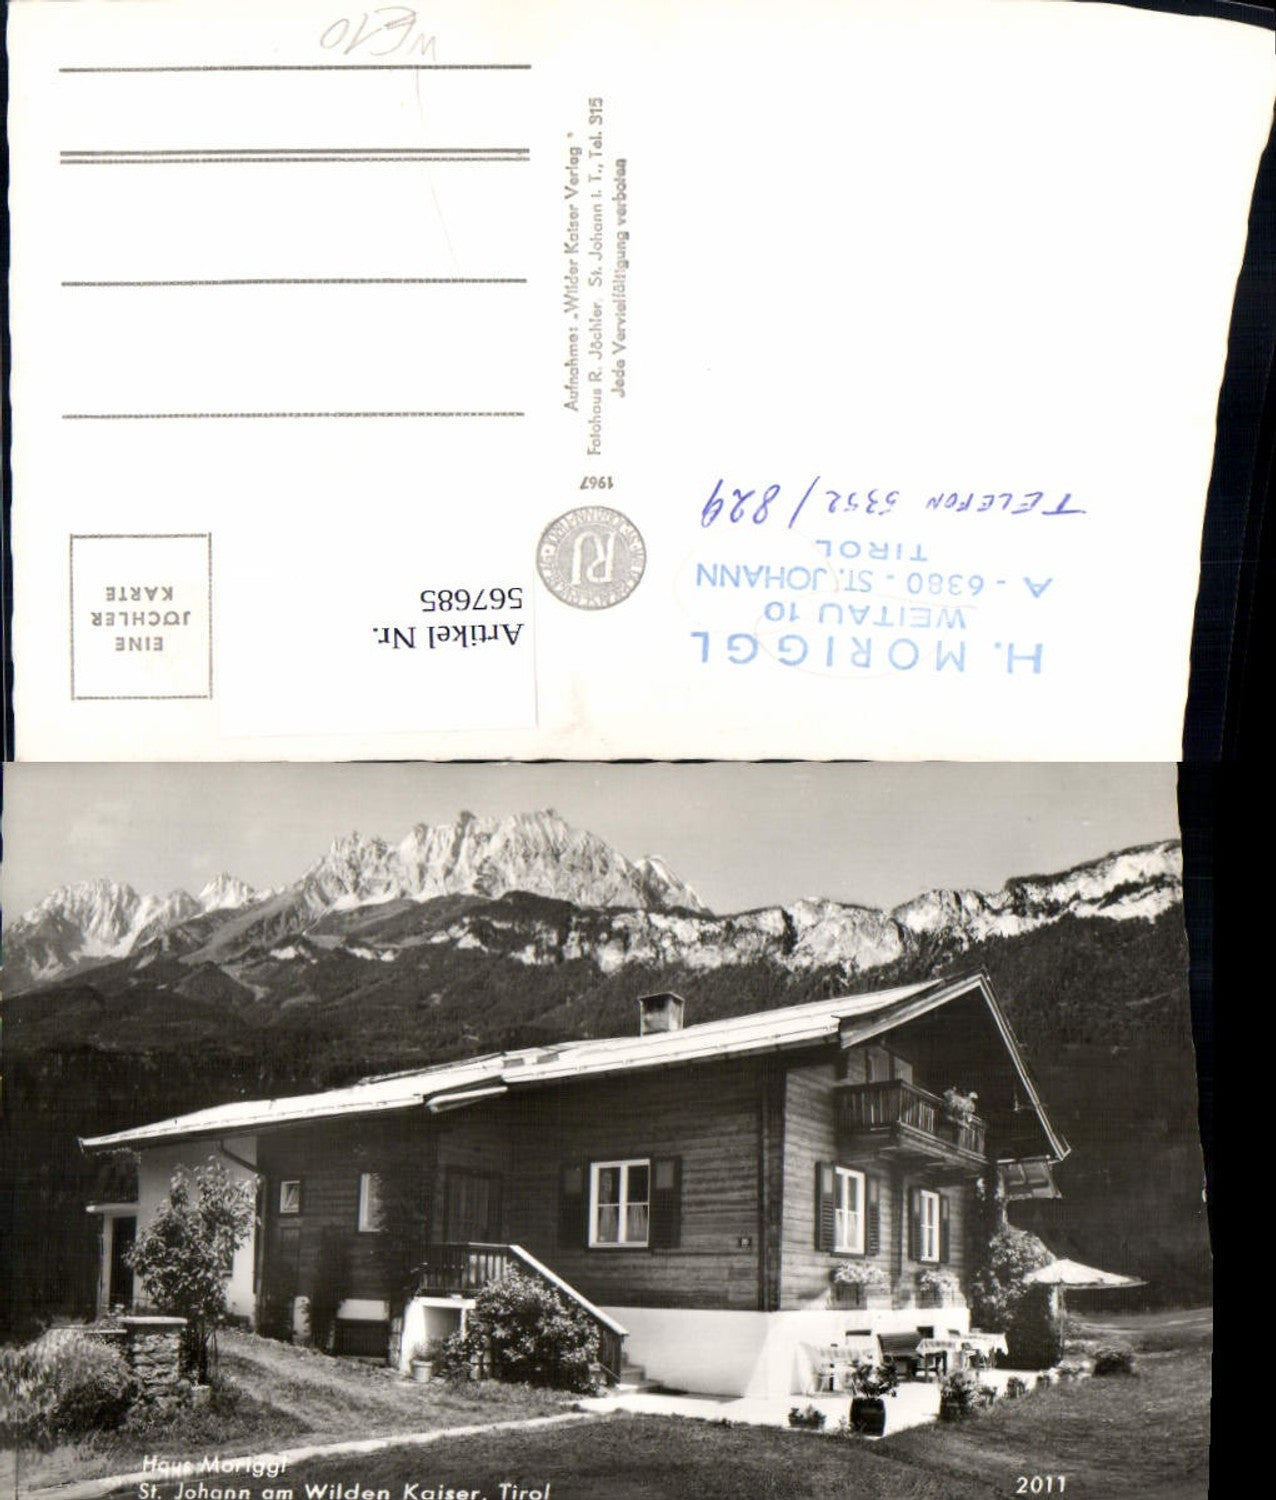 WE10
Aufnahme: „Wilder Kaiser Verlag"
Fotohaus R. Jöchler, St. Johann i. T., Tel. 315
Jede Vervielfältigung verboten
1967
RJ
TELEFON 5352/829
H. MORIGGL
WEITAU 10
A - 6380 - ST. JOHANN
TIROL
Artikel Nr.
567685
EINE
JÖCHLER
KARTE
Haus Moriggl
St. Johann am Wilden Kaiser, Tirol
2011